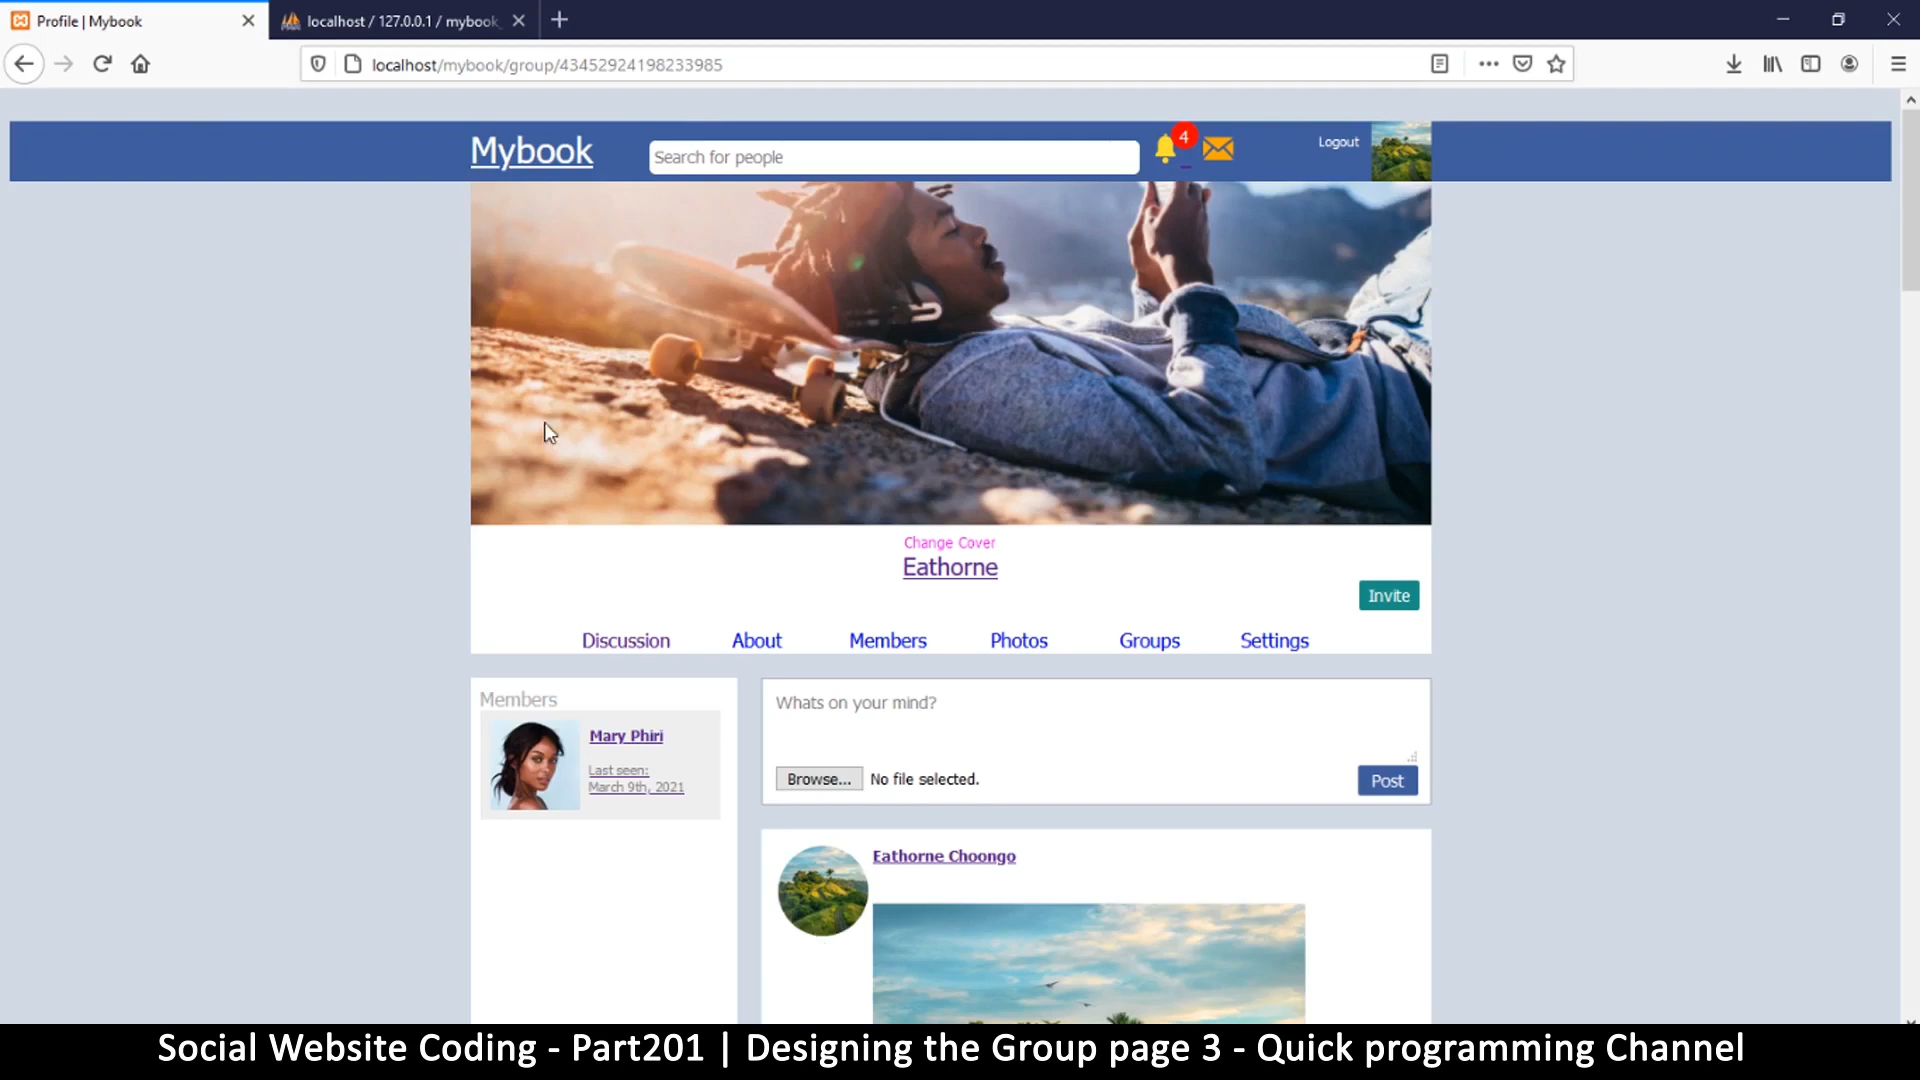 Profile | Mybook
localhost / 127.0.0.1 / mybook
localhost/mybook/group/43452924198233985
Mybook
Search for people
4
Logout
Change Cover
Eathorne
Invite
Discussion About Members Photos Groups Settings
Members
Mary Phiri
Last seen:
March 9th, 2021
Whats on your mind?
Browse... No file selected.
Post
Eathorne Choongo
Social Website Coding - Part201 | Designing the Group page 3 - Quick programming Channel